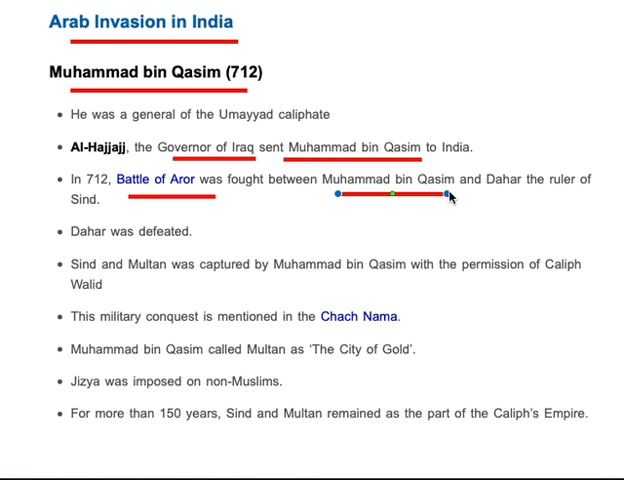 Arab Invasion in India
Muhammad bin Qasim (712)
• He was a general of the Umayyad caliphate
• Al-Hajjajj, the Governor of Iraq sent Muhammad bin Qasim to India.
• In 712, Battle of Aror was fought between Muhammad bin Qasim and Dahar the ruler of
Sind.
• Dahar was defeated.
• Sind and Multan was captured by Muhammad bin Qasim with the permission of Caliph
Walid
• This military conquest is mentioned in the Chach Nama.
• Muhammad bin Qasim called Multan as ‘The City of Gold’.
• Jizya was imposed on non-Muslims.
• For more than 150 years, Sind and Multan remained as the part of the Caliph’s Empire.